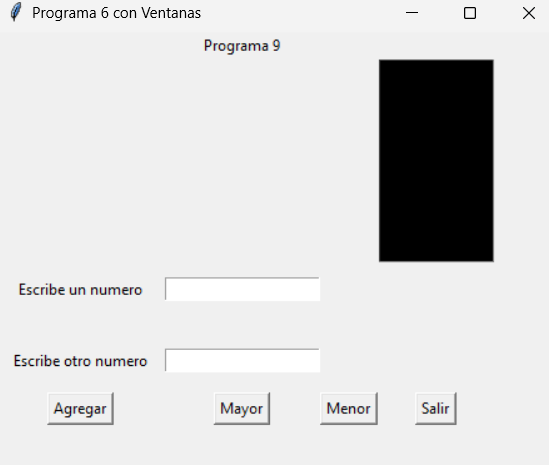 Programa 6 con Ventanas
Programa 9
Escribe un numero
Escribe otro numero
Agregar Mayor Menor Salir